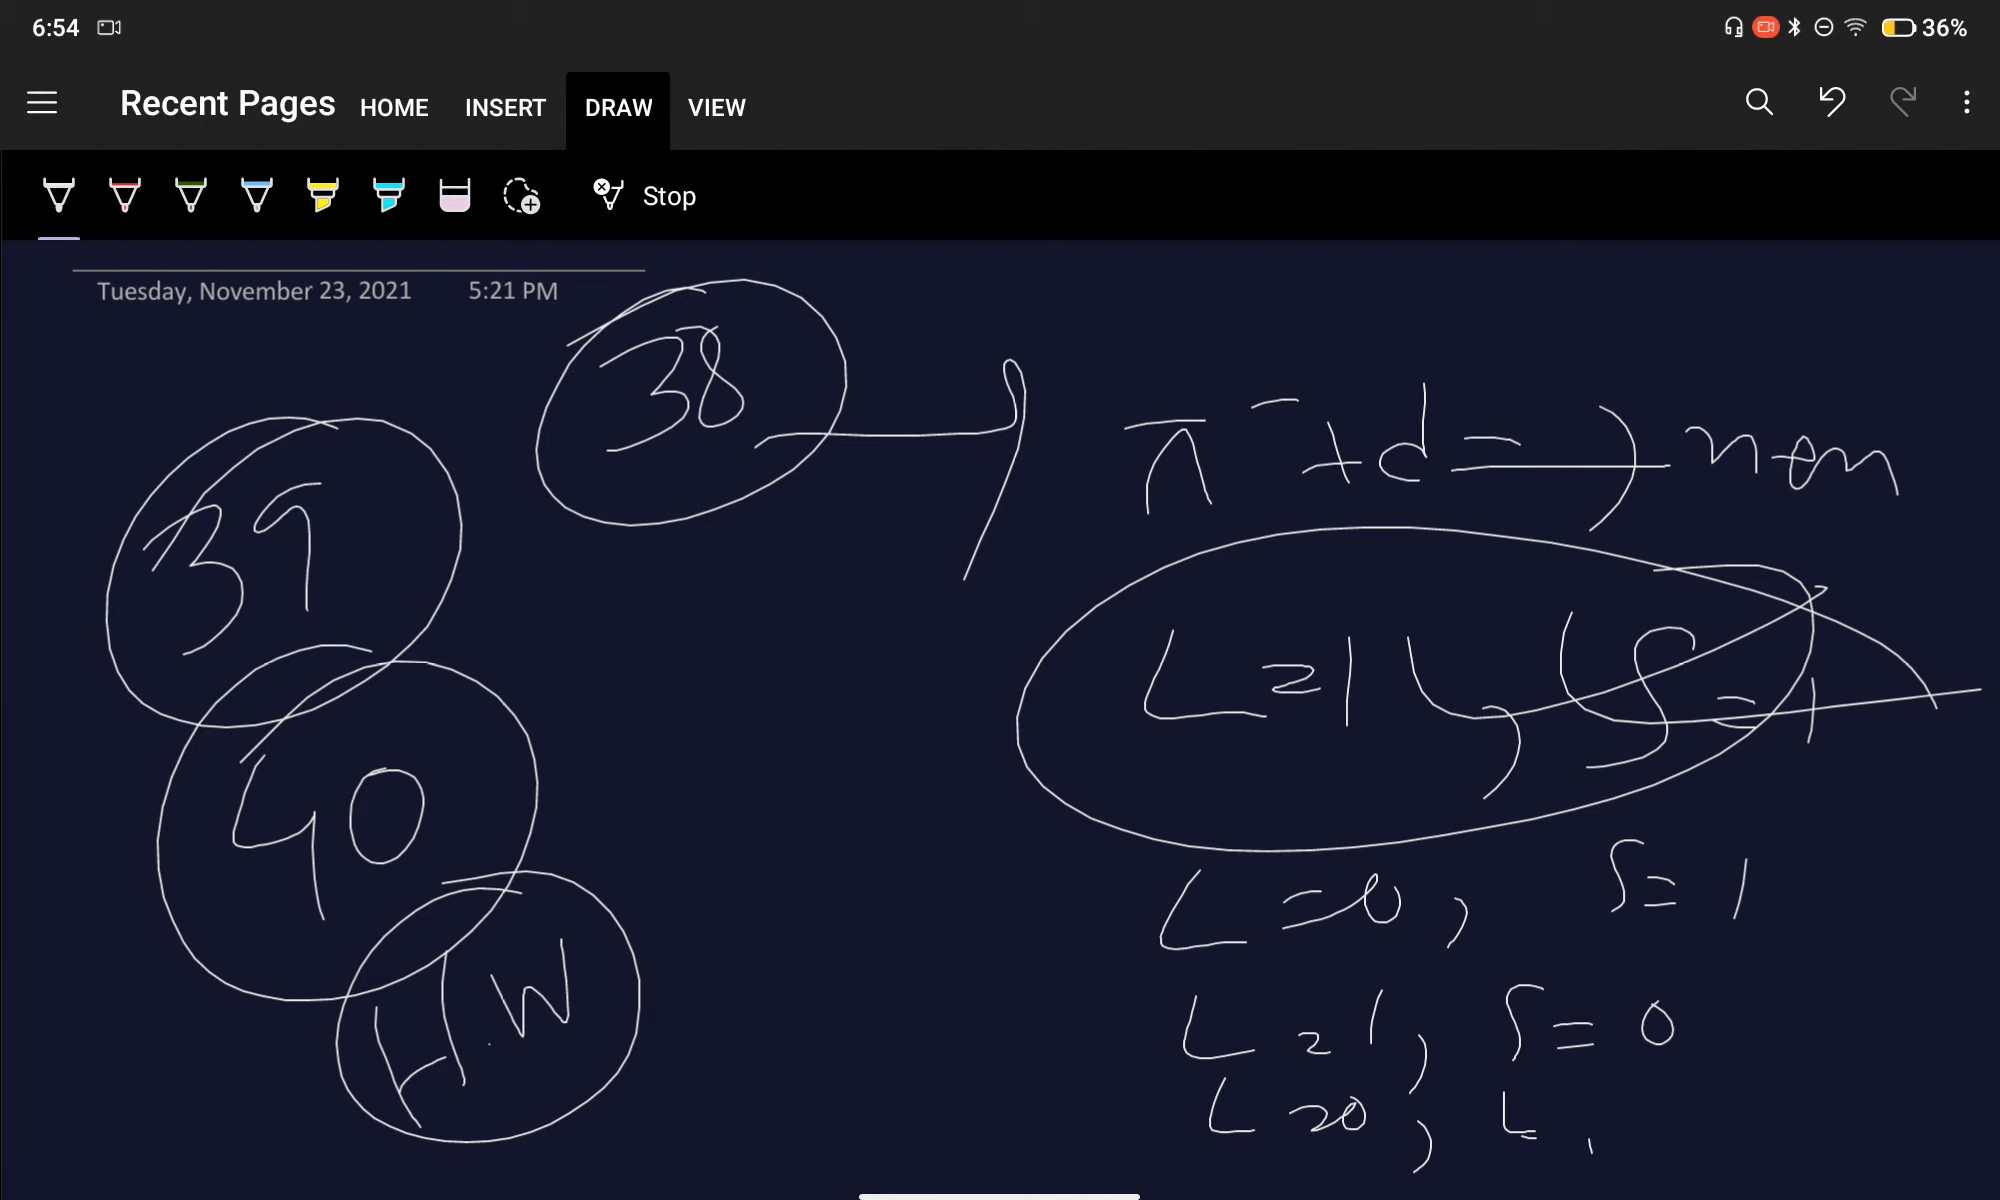 6:54 36%
Recent Pages HOME INSERT DRAW VIEW
Stop
Tuesday, November 23, 2021 5:21 PM
38
39
40
H.W
π⁻ + d => n + n
L = 1, S = 1
L = 0, S = 1
L = 1, S = 0
L = 0,